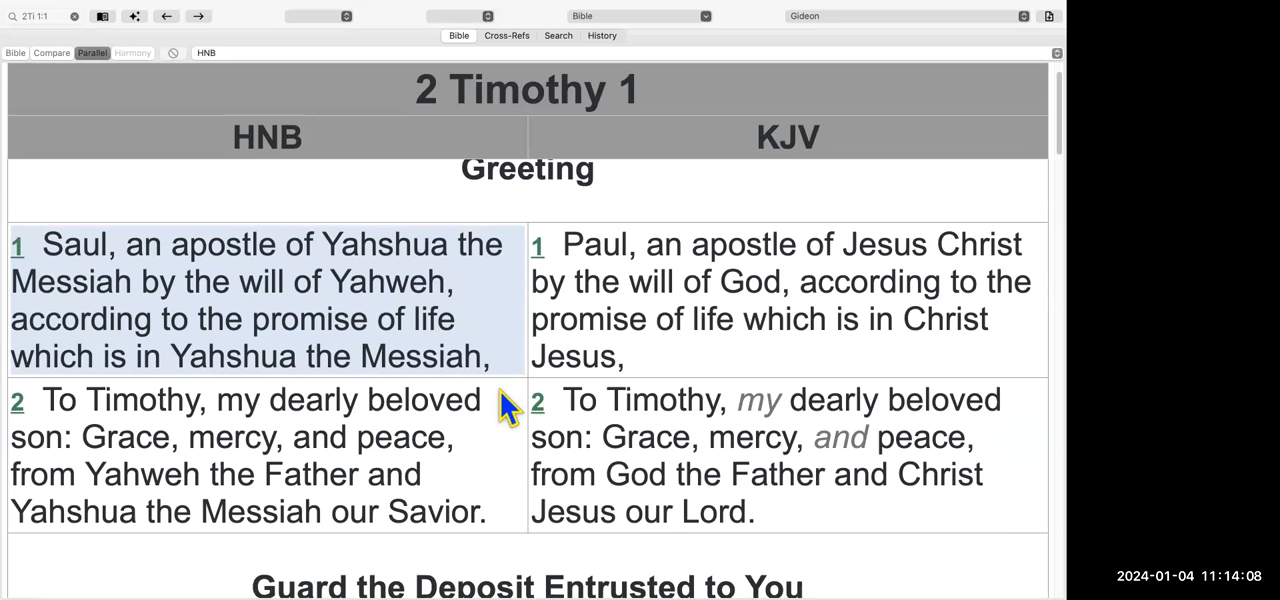 2Ti 1:1
Bible
Gideon
Bible Cross-Refs Search History
Bible Compare Parallel Harmony HNB
2 Timothy 1
HNB KJV
Greeting
1 Saul, an apostle of Yahshua the
Messiah by the will of Yahweh,
according to the promise of life
which is in Yahshua the Messiah,
1 Paul, an apostle of Jesus Christ
by the will of God, according to the
promise of life which is in Christ
Jesus,
2 To Timothy, my dearly beloved
son: Grace, mercy, and peace,
from Yahweh the Father and
Yahshua the Messiah our Savior.
2 To Timothy, my dearly beloved
son: Grace, mercy, and peace,
from God the Father and Christ
Jesus our Lord.
Guard the Deposit Entrusted to You
2024-01-04 11:14:08